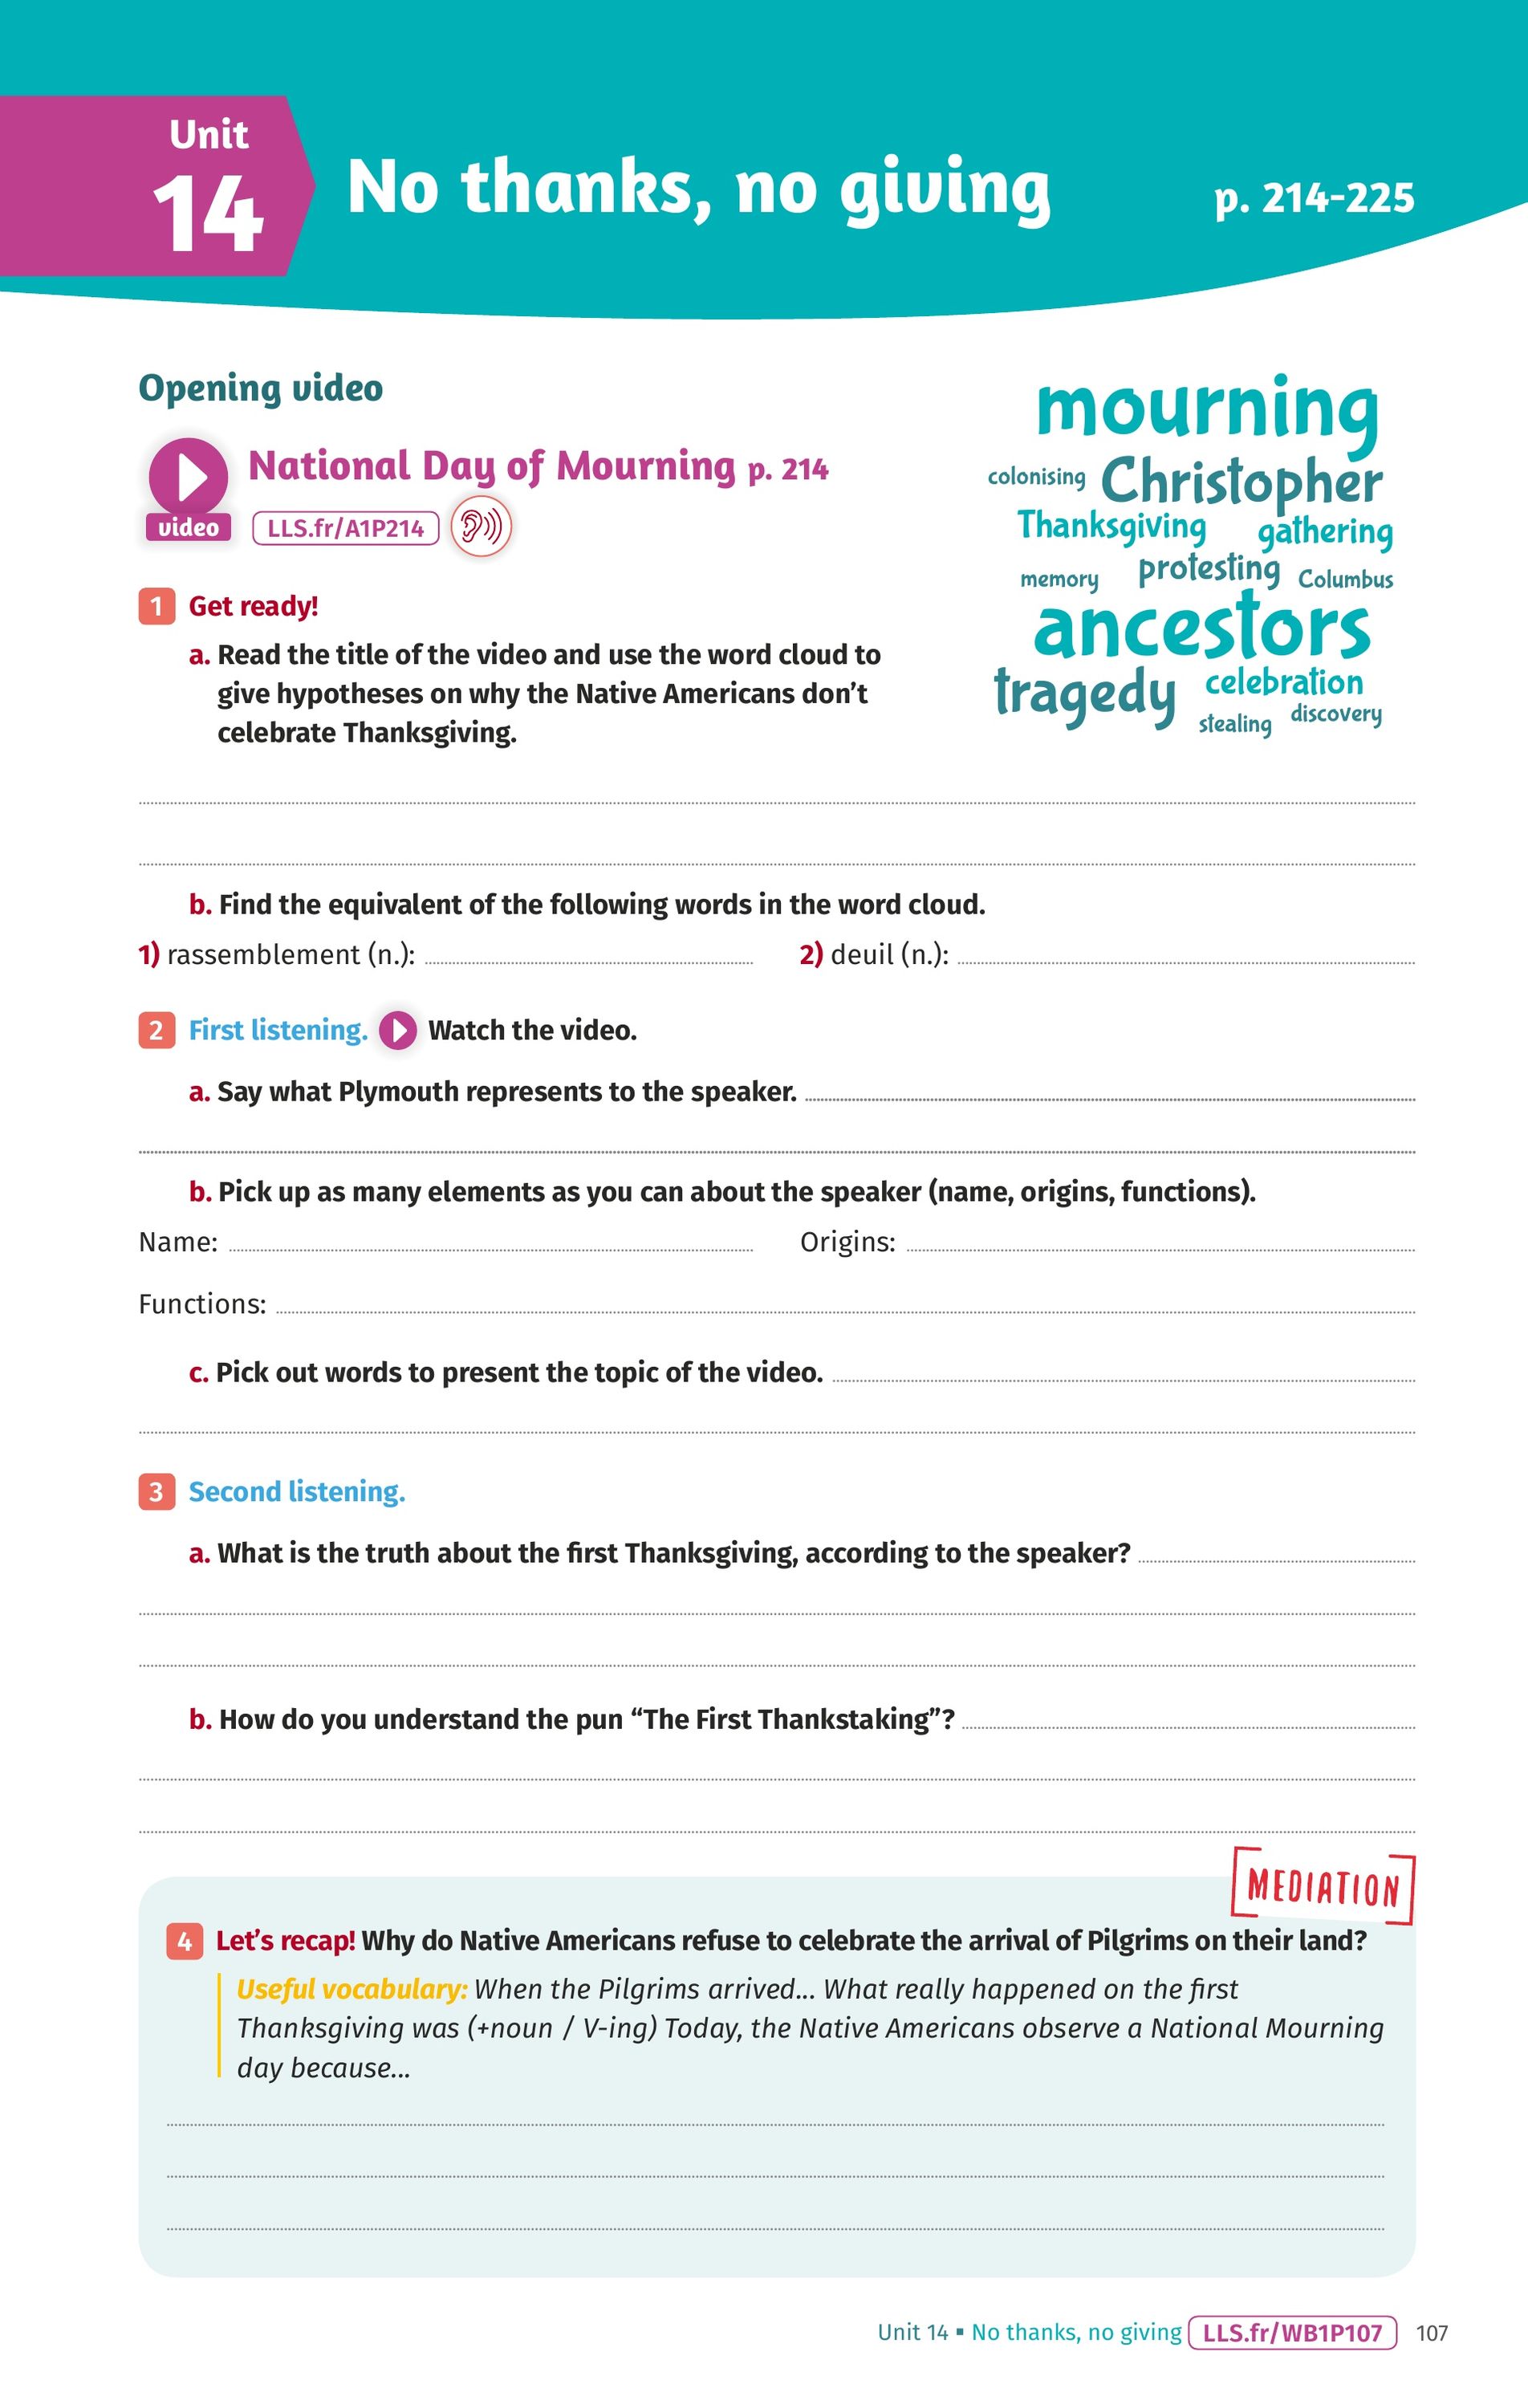 Unit
14
No thanks, no giving
p. 214-225
Opening video
National Day of Mourning p. 214
video
LLS.fr/A1P214
mourning
colonising Christopher
Thanksgiving gathering
memory protesting Columbus
ancestors
tragedy celebration
stealing discovery
1 Get ready!
a. Read the title of the video and use the word cloud to
give hypotheses on why the Native Americans don’t
celebrate Thanksgiving.
b. Find the equivalent of the following words in the word cloud.
1) rassemblement (n.): 2) deuil (n.):
2 First listening. Watch the video.
a. Say what Plymouth represents to the speaker.
b. Pick up as many elements as you can about the speaker (name, origins, functions).
Name: Origins:
Functions:
c. Pick out words to present the topic of the video.
3 Second listening.
a. What is the truth about the first Thanksgiving, according to the speaker?
b. How do you understand the pun “The First Thankstaking”?
MEDIATION
4 Let’s recap! Why do Native Americans refuse to celebrate the arrival of Pilgrims on their land?
Useful vocabulary: When the Pilgrims arrived... What really happened on the first
Thanksgiving was (+noun / V-ing) Today, the Native Americans observe a National Mourning
day because...
Unit 14 ▪ No thanks, no giving LLS.fr/WB1P107 107